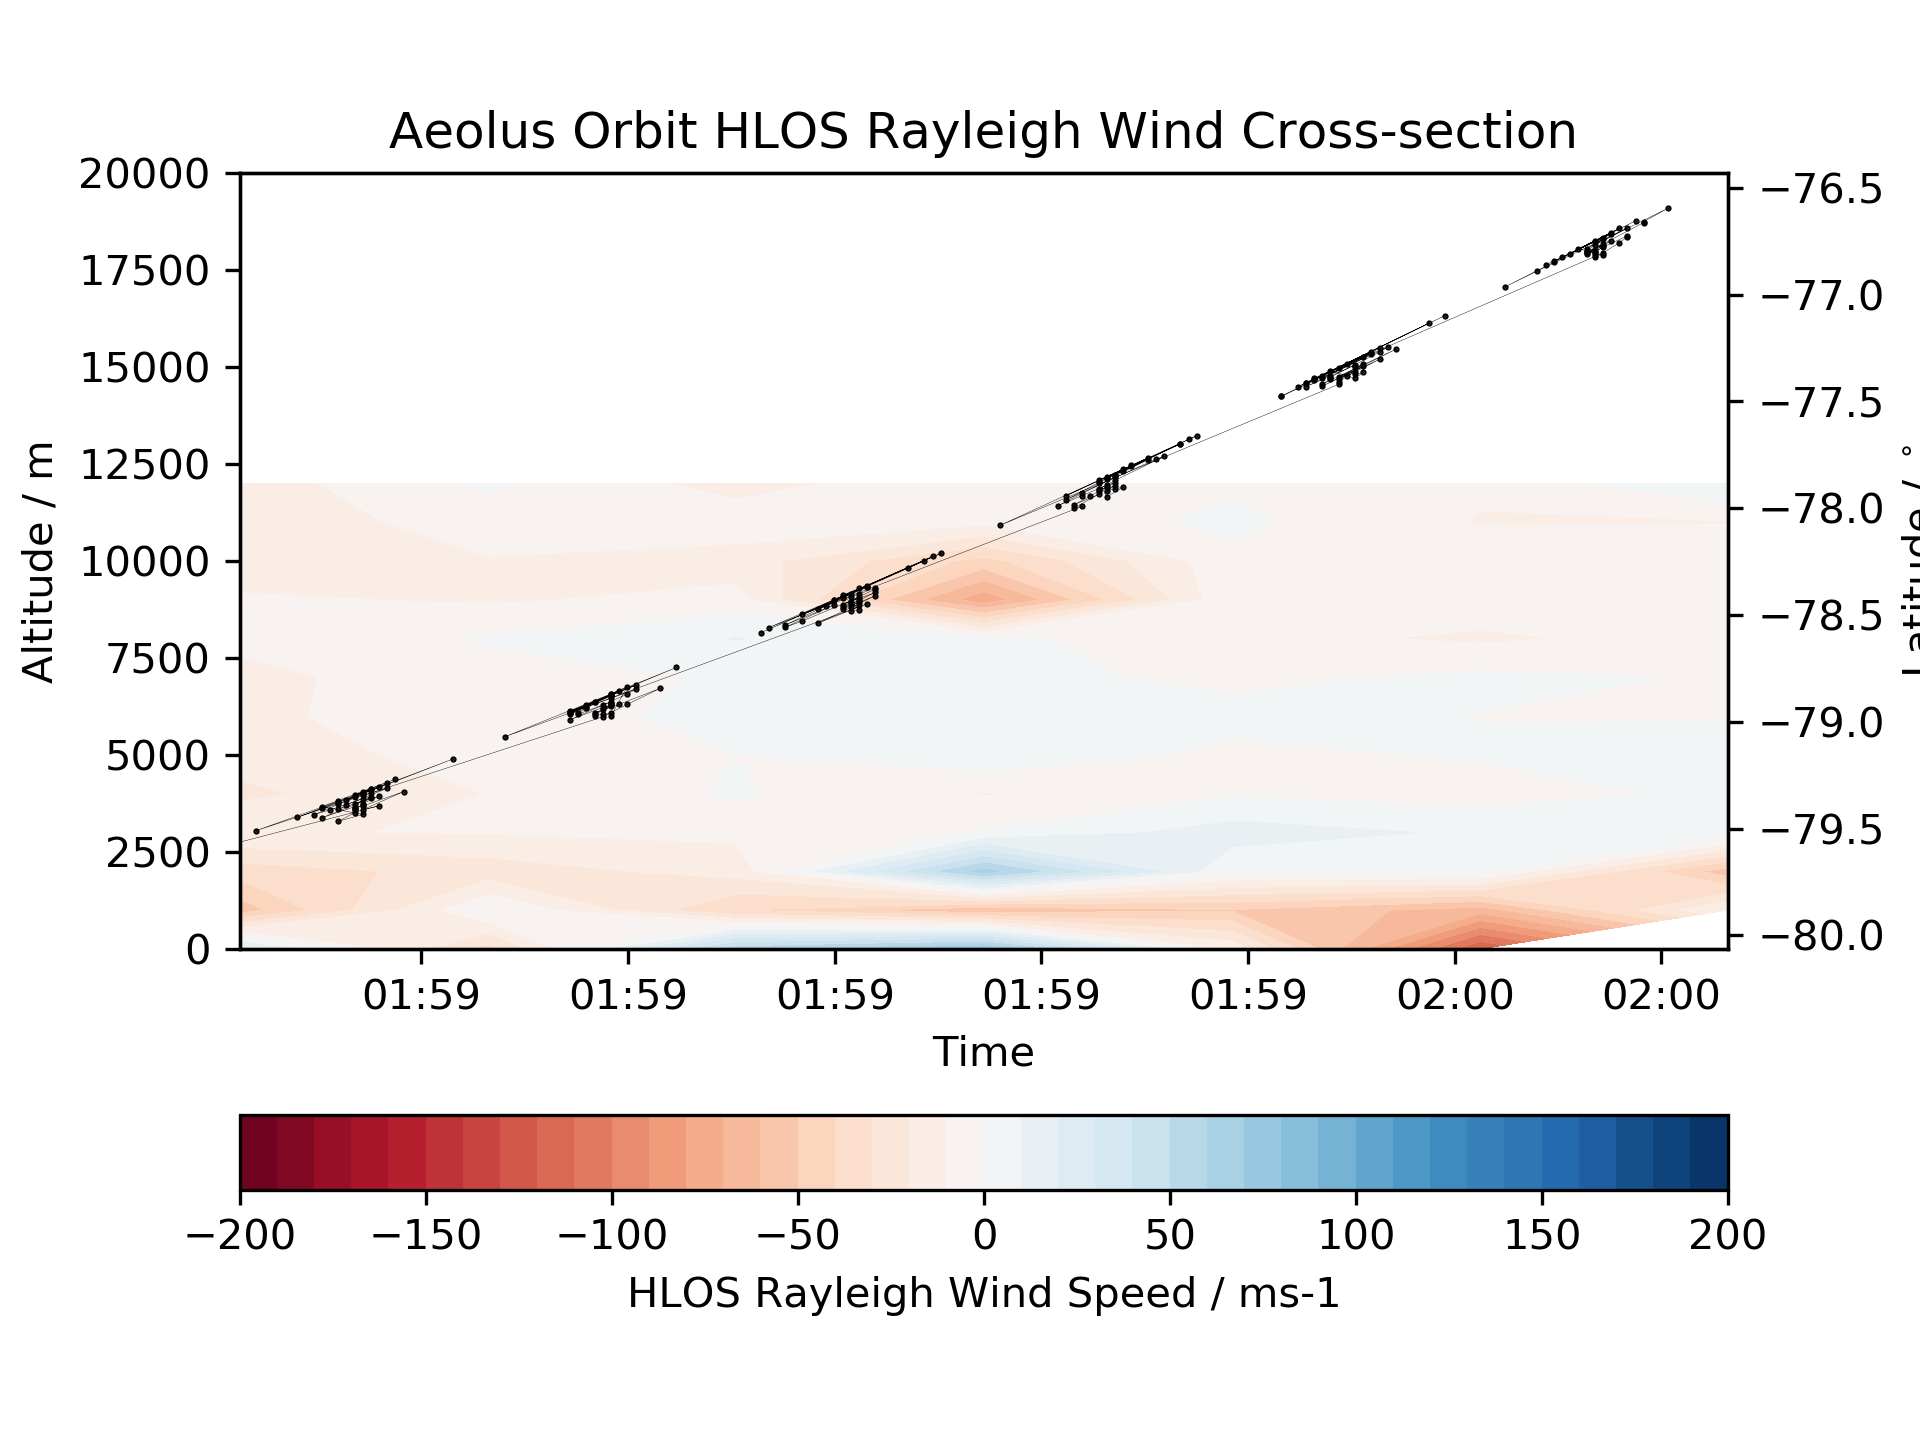 Aeolus Orbit HLOS Rayleigh Wind Cross-section
20000
17500
15000
12500
10000
7500
5000
2500
0
Altitude / m
−76.5
−77.0
−77.5
−78.0
−78.5
−79.0
−79.5
−80.0
Latitude / °
01:59 01:59 01:59 01:59 01:59 02:00 02:00
Time
−200 −150 −100 −50 0 50 100 150 200
HLOS Rayleigh Wind Speed / ms-1